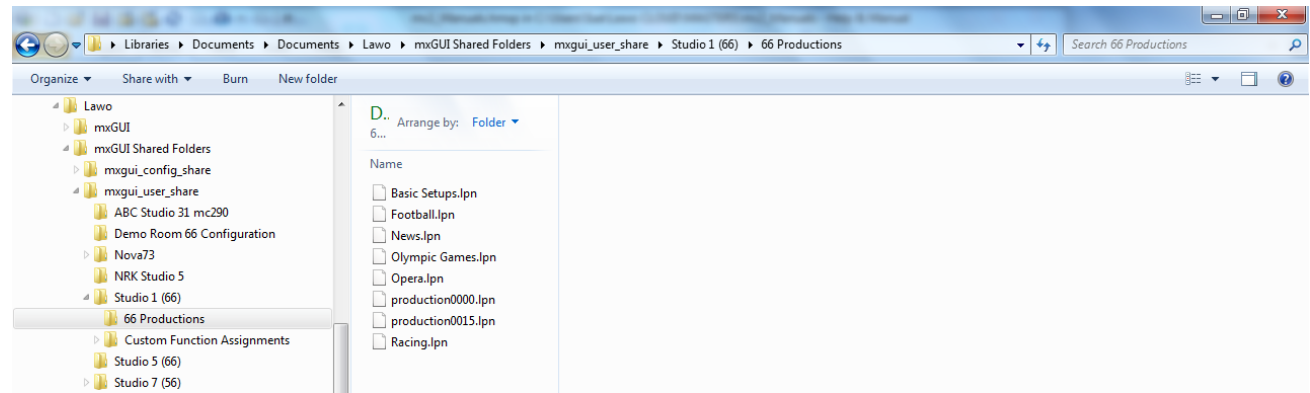 Libraries ▸ Documents ▸ Documents ▸ Lawo ▸ mxGUI Shared Folders ▸ mxgui_user_share ▸ Studio 1 (66) ▸ 66 Productions
Search 66 Productions
Organize Share with Burn New folder
Lawo
mxGUI
mxGUI Shared Folders
mxgui_config_share
mxgui_user_share
ABC Studio 31 mc290
Demo Room 66 Configuration
Nova73
NRK Studio 5
Studio 1 (66)
66 Productions
Custom Function Assignments
Studio 5 (66)
Studio 7 (56)
D..
6...
Arrange by: Folder
Name
Basic Setups.lpn
Football.lpn
News.lpn
Olympic Games.lpn
Opera.lpn
production0000.lpn
production0015.lpn
Racing.lpn